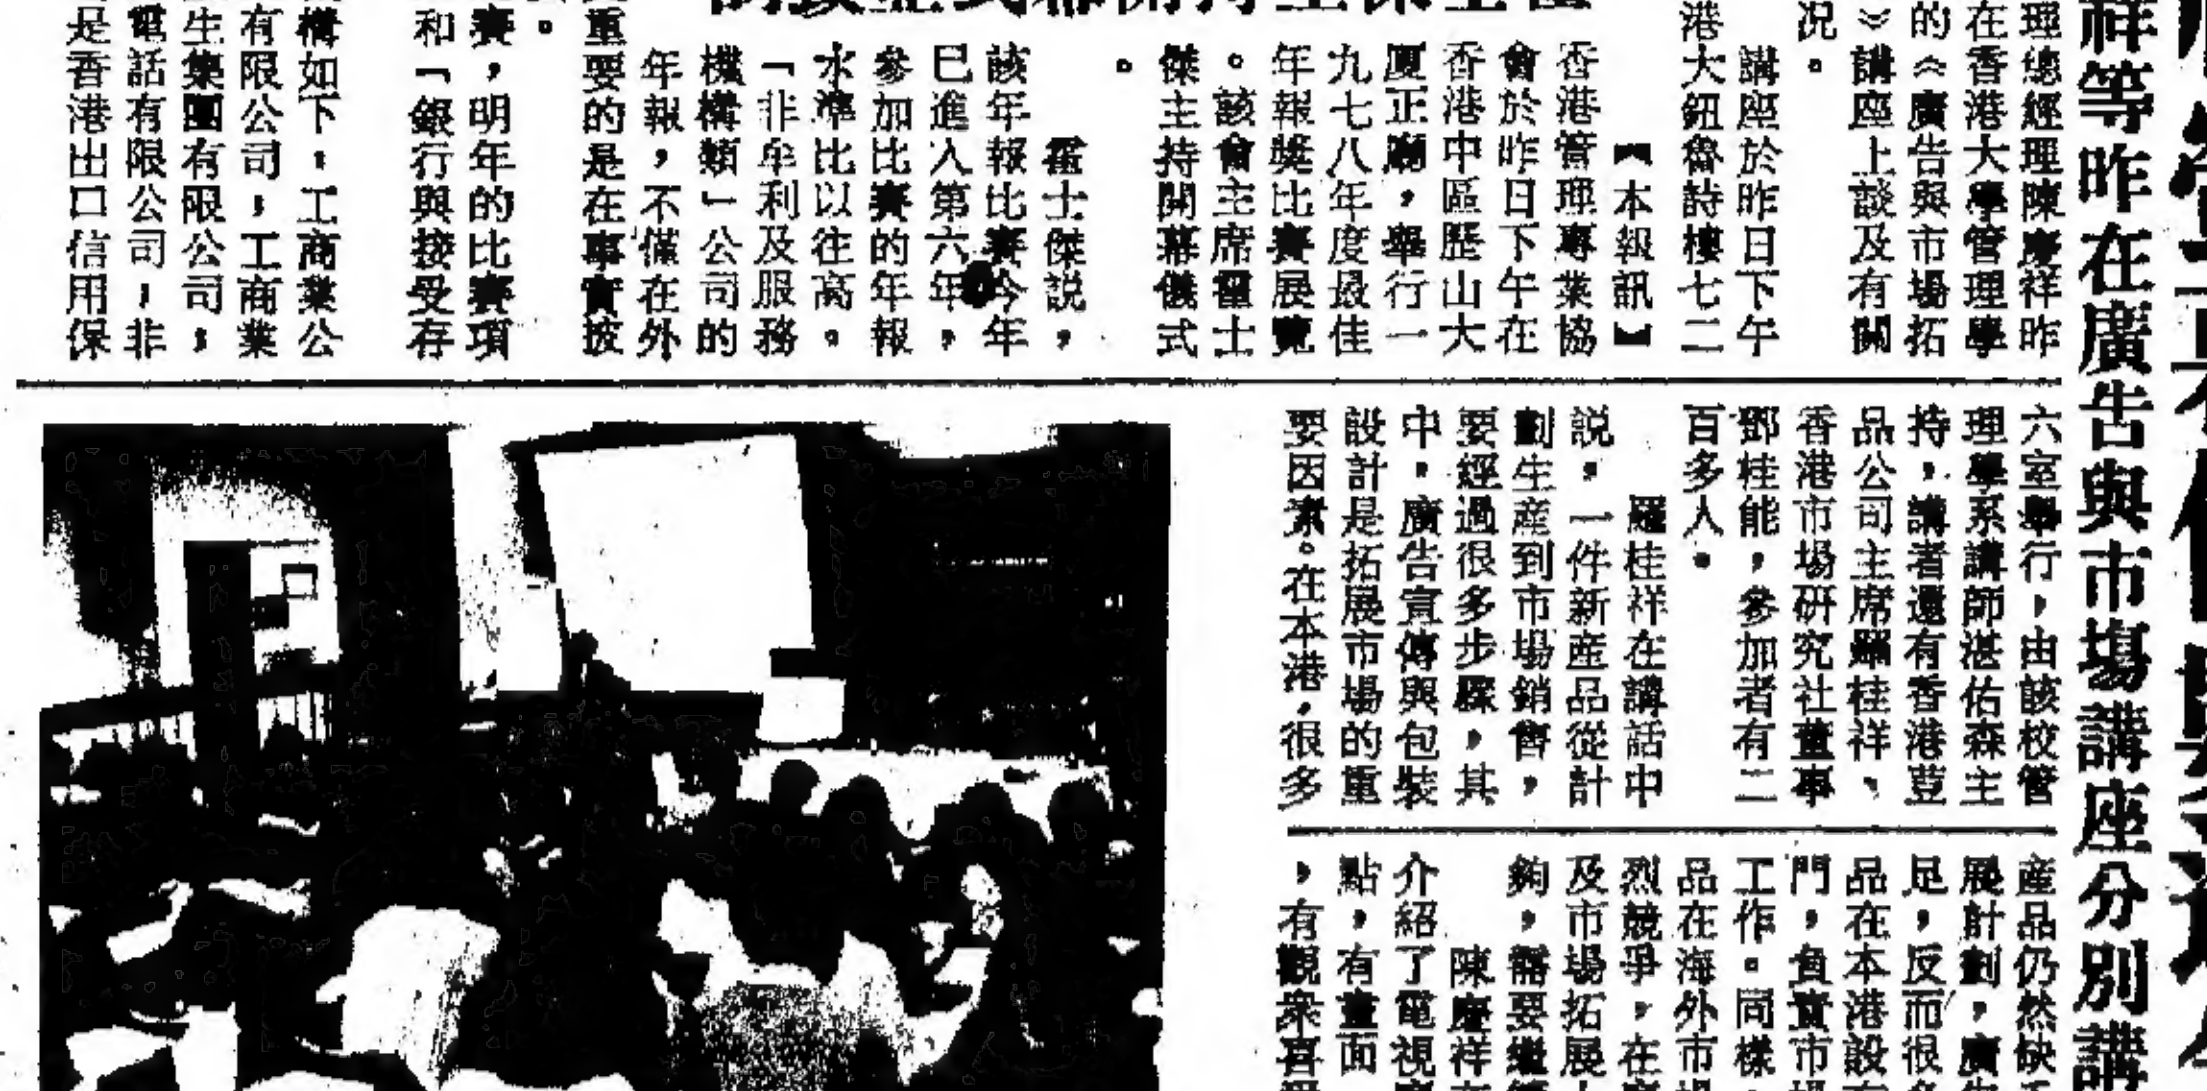 祥等昨在廣告與市場講座分別講
理總經理陳慶祥昨
在香港大學管理學
的《廣告與市場拓
》講座上談及有關
況。
講座於昨日下午
港大鈕魯詩樓七二
六室舉行，由該校管
理學系講師湛佑森主
持，講者還有香港荳
品公司主席羅桂祥、
香港市場研究社董事
鄧桂能，參加者有二
百多人。
羅桂祥在講話中
説，一件新産品從計
劃生産到市場銷售，
要經過很多步驟，其
中，廣告宣傳與包裝
設計是拓展市場的重
要因素。在本港，很多
産品仍然缺
展計劃，廣
足，反而很
品在本港設
門，負責市
工作。同樣
品在海外市
烈競爭，在
及市場拓展
夠，需要繼
陳慶祥
介紹了電視
點，有畫面
，有觀衆喜
【本報訊】
香港管理專業協
會於昨日下午在
香港中區歷山大
厦正廳，舉行一
九七八年度最佳
年報獎比賽展覽
。該會主席霍士
傑主持開幕儀式
。
霍士傑説，
該年報比賽今年
已進入第六年，
參加比賽的年報
水準比以往高。
「非牟利及服務
機構類」公司的
年報，不僅在外
重要的是在事實披
。
賽，明年的比賽項
和「銀行與接受存
構如下：工商業公
有限公司，工商業
生集團有限公司，
電話有限公司，非
是香港出口信用保